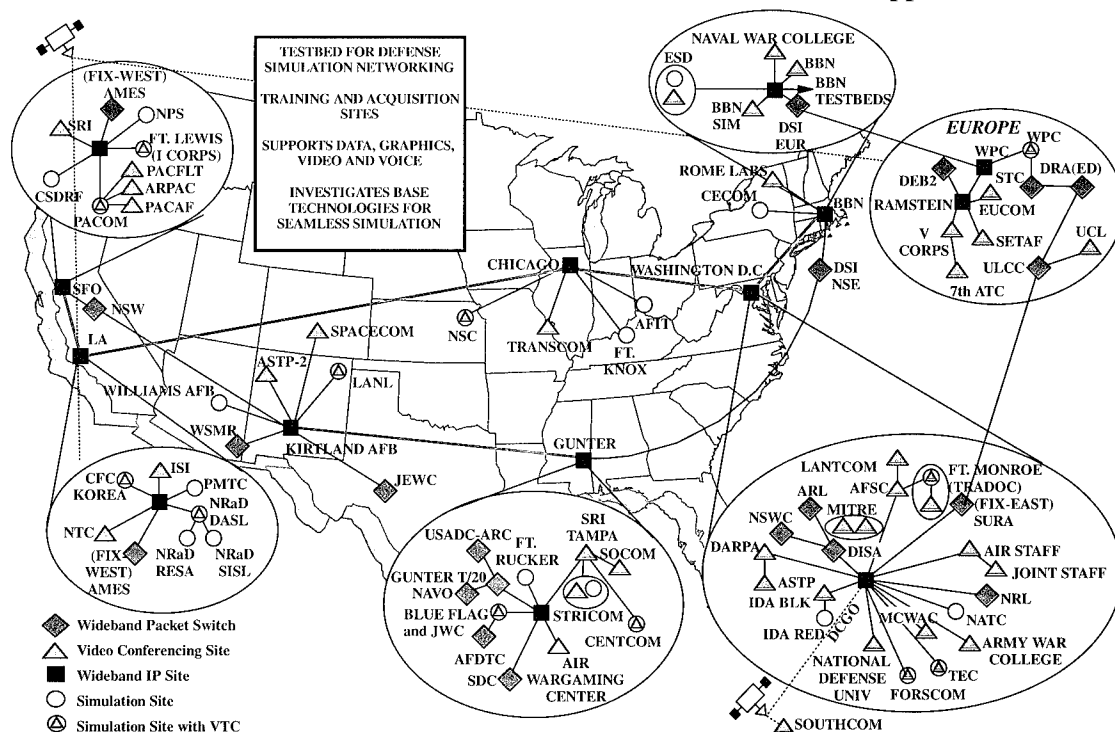 TESTBED FOR DEFENSE
SIMULATION NETWORKING
TRAINING AND ACQUISITION
SITES
SUPPORTS DATA, GRAPHICS,
VIDEO AND VOICE
INVESTIGATES BASE
TECHNOLOGIES FOR
SEAMLESS SIMULATION
(FIX-WEST)
AMES
NPS
SRI
FT. LEWIS
(I CORPS)
PACFLT
ARPAC
PACAF
CSDRF
PACOM
NAVAL WAR COLLEGE
ESD
BBN
BBN
TESTBEDS
BBN
SIM
DSI
EUR
EUROPE
WPC
WPC
STC
DRA(ED)
DEB2
RAMSTEIN
EUCOM
V
CORPS
SETAF
UCL
ULCC
7th ATC
ROME LABS
CECOM
BBN
DSI
NSE
CHICAGO
WASHINGTON D.C.
SFO
NSW
LA
SPACECOM
NSC
TRANSCOM
AFIT
FT.
KNOX
ASTP-2
LANL
WILLIAMS AFB
WSMR
KIRTLAND AFB
JEWC
GUNTER
ISI
CFC
KOREA
PMTC
NRaD
DASL
NTC
(FIX
WEST)
AMES
NRaD
RESA
NRaD
SISL
USADC-ARC
FT.
RUCKER
SRI
TAMPA
SOCOM
GUNTER T/20
NAVO
BLUE FLAG
and JWC
STRICOM
CENTCOM
AFDTC
SDC
AIR
WARGAMING
CENTER
LANTCOM
AFSC
FT. MONROE
(TRADOC)
(FIX-EAST)
SURA
ARL
MITRE
NSWC
DISA
DARPA
AIR STAFF
JOINT STAFF
ASTP
IDA BLK
NRL
IDA RED
DCGO
MCWAC
NATC
ARMY WAR
COLLEGE
NATIONAL
DEFENSE
UNIV
FORSCOM
TEC
SOUTHCOM
Wideband Packet Switch
Video Conferencing Site
Wideband IP Site
Simulation Site
Simulation Site with VTC